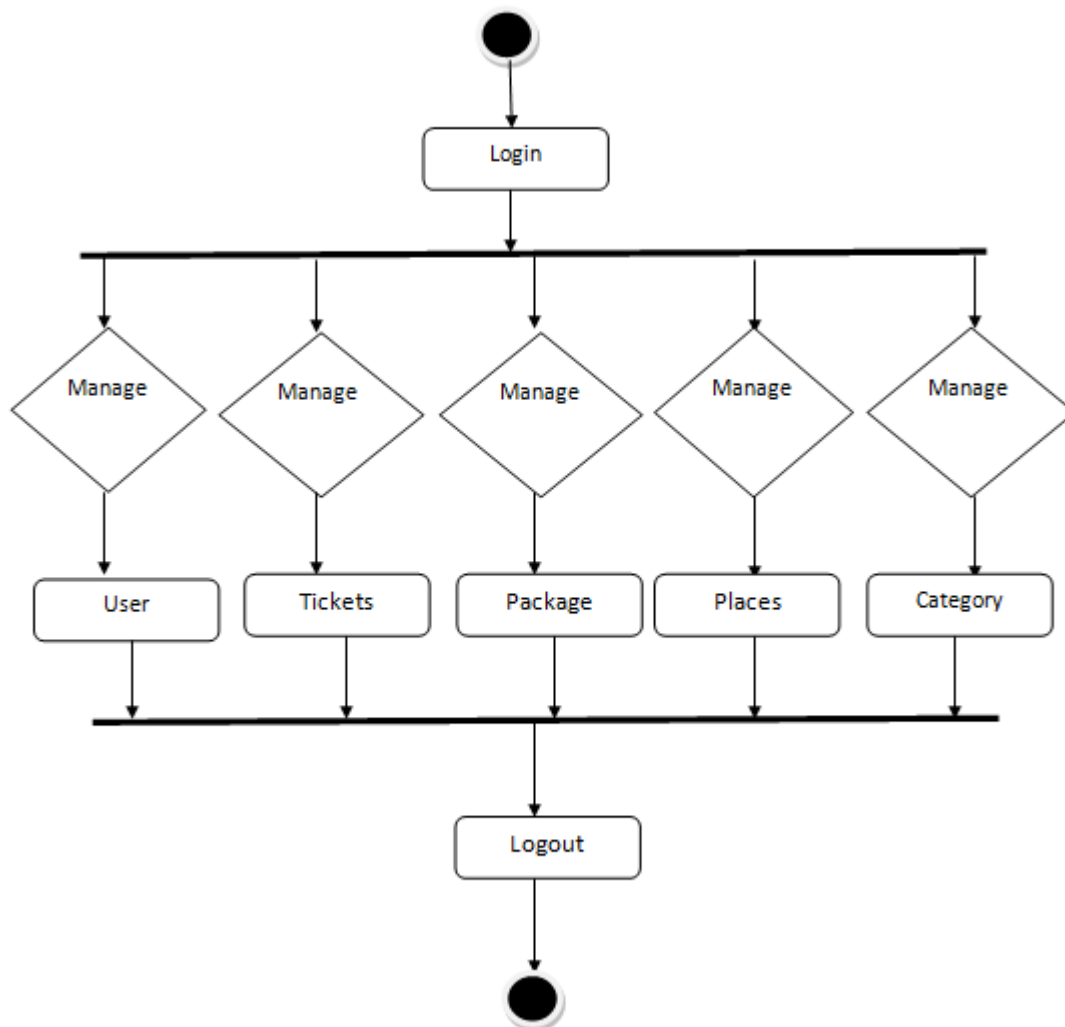 Login
Manage
Manage
Manage
Manage
Manage
User
Tickets
Package
Places
Category
Logout